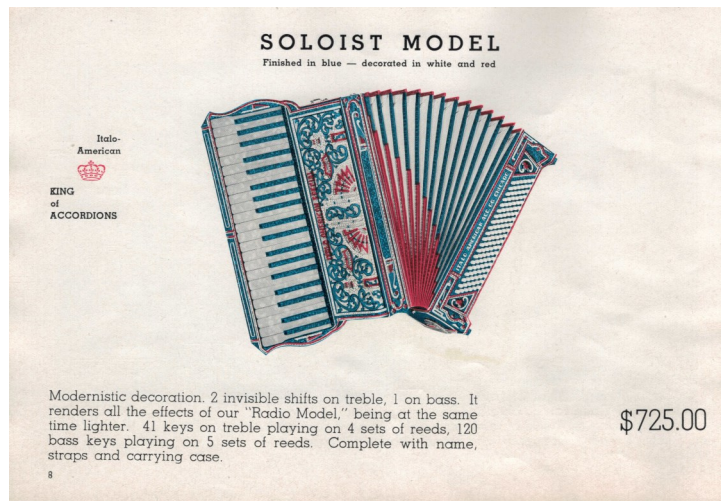 SOLOIST MODEL
Finished in blue — decorated in white and red
Italo-
American
KING
of
ACCORDIONS
Modernistic decoration. 2 invisible shifts on treble, 1 on bass. It
renders all the effects of our "Radio Model," being at the same
time lighter. 41 keys on treble playing on 4 sets of reeds, 120
bass keys playing on 5 sets of reeds. Complete with name,
straps and carrying case.
$725.00
8